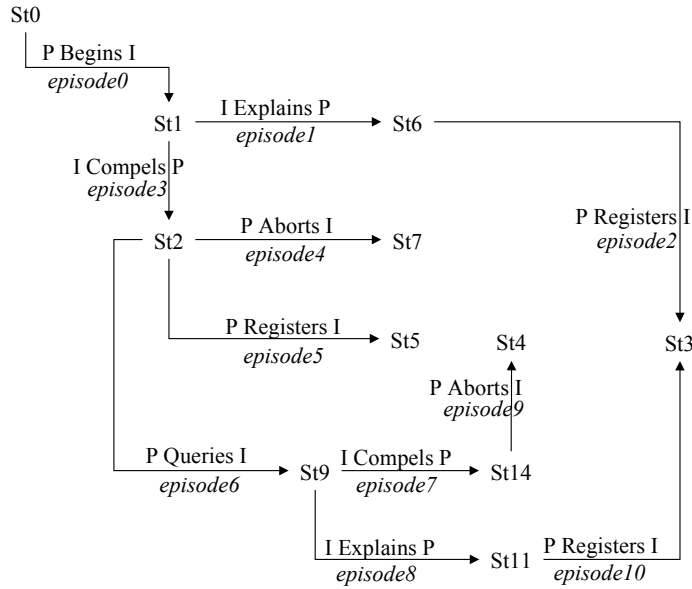 St0
P Begins I
episode0
St1
I Explains P
episode1
St6
I Compels P
episode3
P Registers I
episode2
St2
P Aborts I
episode4
St7
P Registers I
episode5
St5
St4
St3
P Aborts I
episode9
P Queries I
episode6
St9
I Compels P
episode7
St14
I Explains P
episode8
St11
P Registers I
episode10